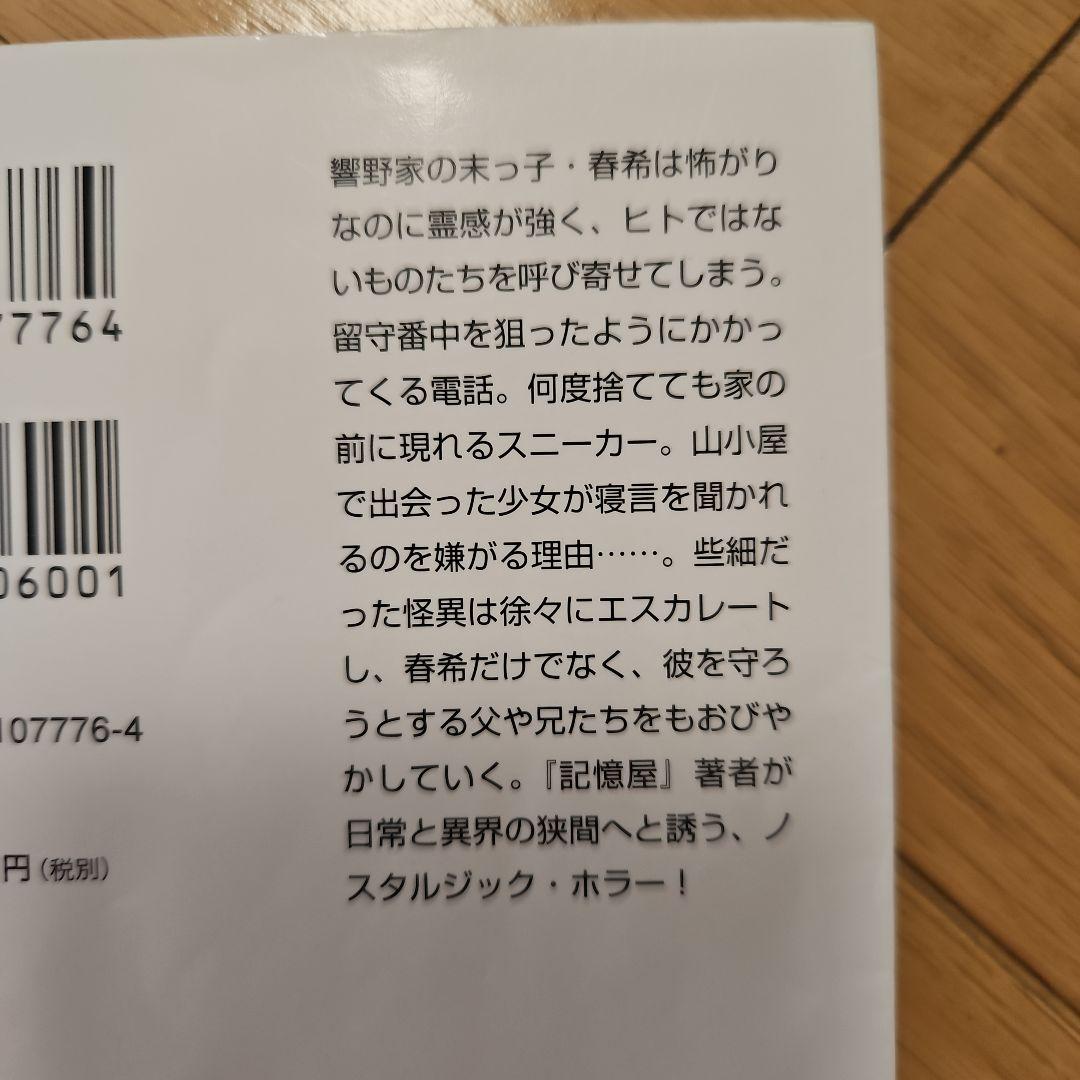 響野家の末っ子・春希は怖がり
なのに霊感が強く、ヒトではな
いものたちを呼び寄せてしまう。
留守番中を狙ったようにかかっ
てくる電話。何度捨てても家の
前に現れるスニーカー。山小屋
で出会った少女が寝言を聞かれ
るのを嫌がる理由……。些細だ
った怪異は徐々にエスカレート
し、春希だけでなく、彼を守ろ
うとする父や兄たちをもおびや
かしていく。『記憶屋』著者が
日常と異界の狭間へと誘う、ノ
スタルジック・ホラー！
7764
06001
107776-4
円（税別）